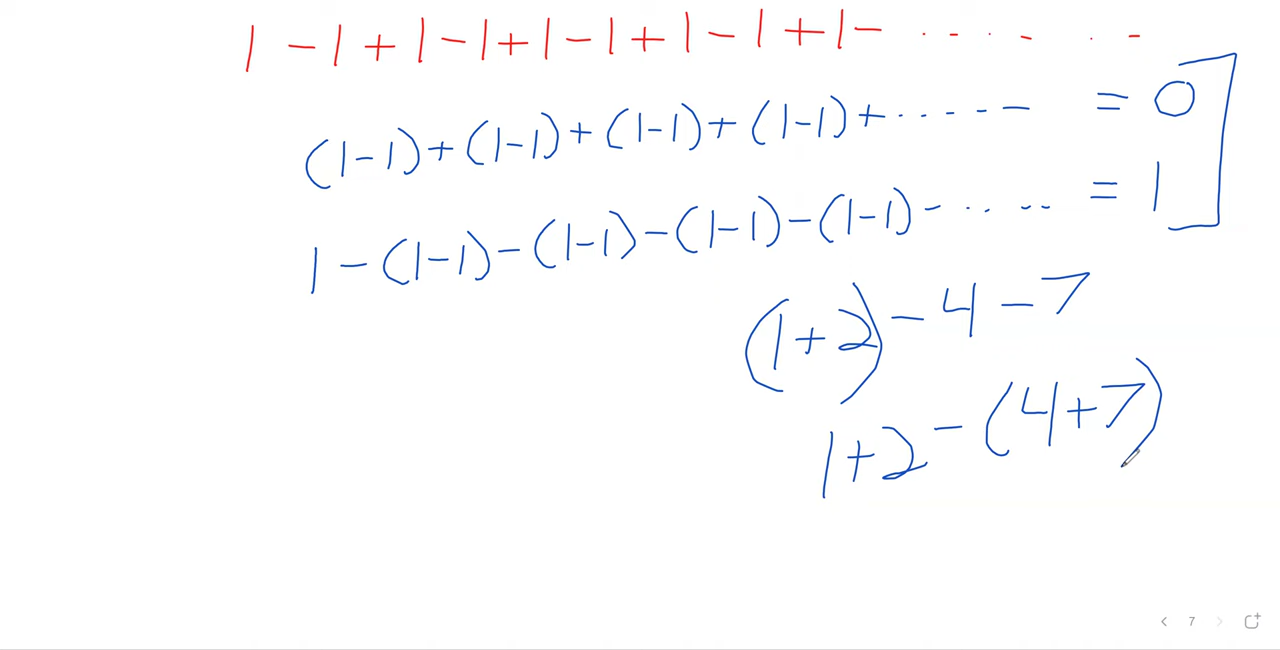 1 - 1 + 1 - 1 + 1 - 1 + 1 - 1 + 1 - ........
(1-1) + (1-1) + (1-1) + (1-1) + ....... = 0
1 - (1-1) - (1-1) - (1-1) - (1-1) - ..... = 1
(1+2) - 4 - 7
1+2 - (4+7)
7